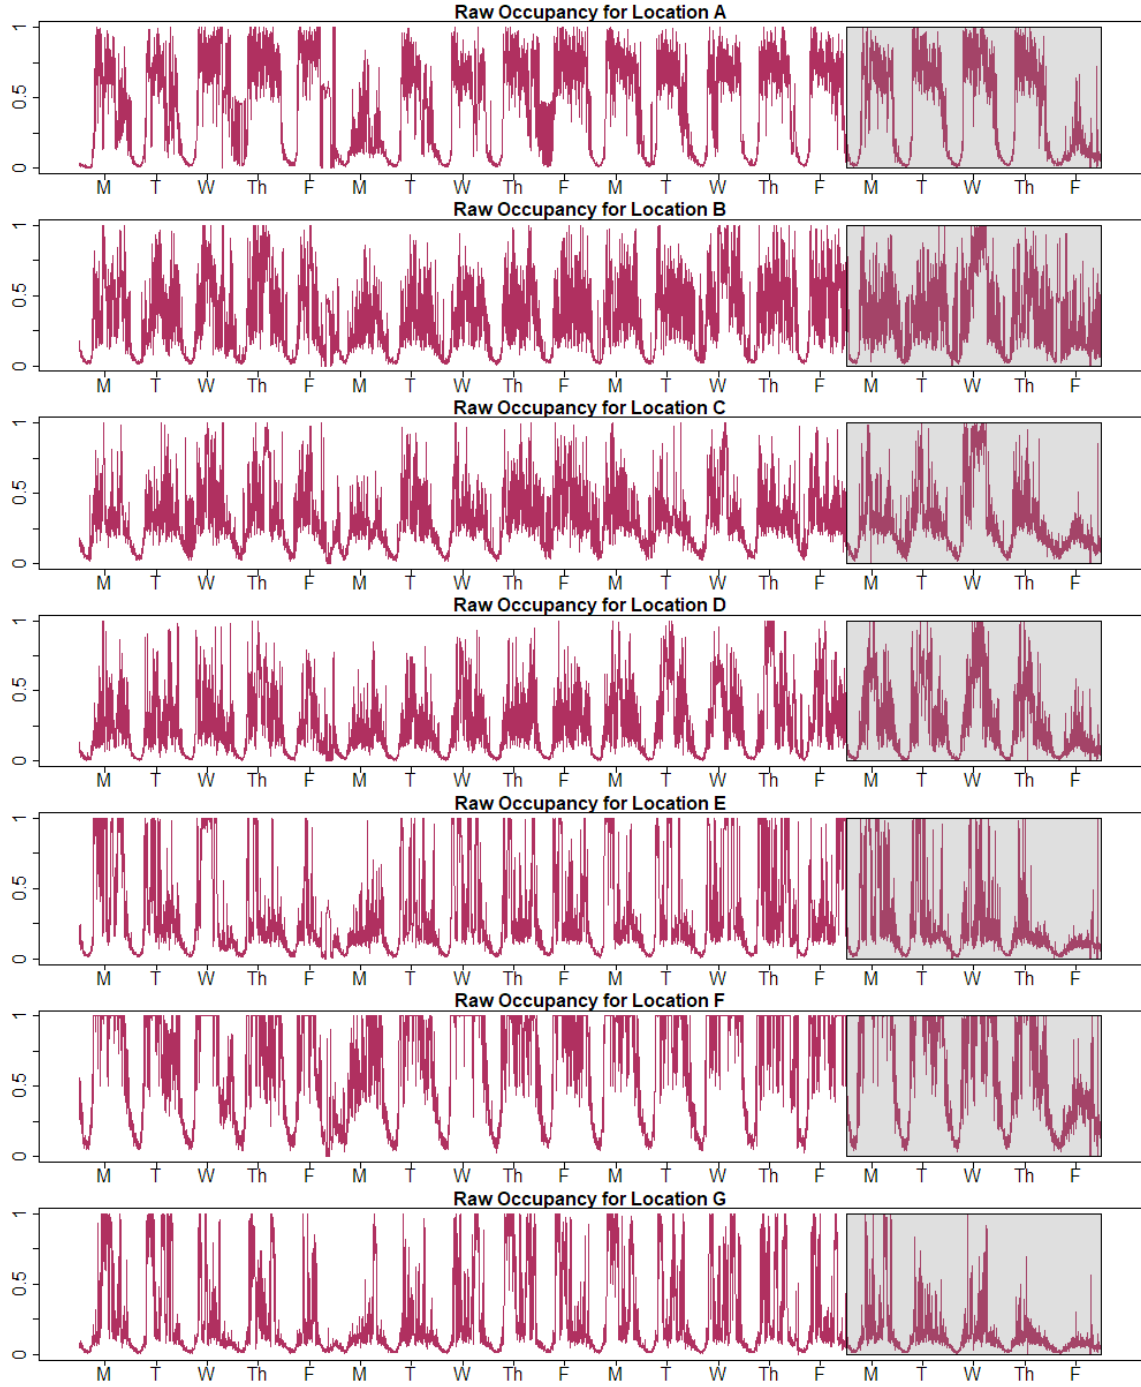 Raw Occupancy for Location A
1
0.5
0
M T W Th F M T W Th F M T W Th F M T W Th F
Raw Occupancy for Location B
1
0.5
0
M T W Th F M T W Th F M T W Th F M T W Th F
Raw Occupancy for Location C
1
0.5
0
M T W Th F M T W Th F M T W Th F M T W Th F
Raw Occupancy for Location D
1
0.5
0
M T W Th F M T W Th F M T W Th F M T W Th F
Raw Occupancy for Location E
1
0.5
0
M T W Th F M T W Th F M T W Th F M T W Th F
Raw Occupancy for Location F
1
0.5
0
M T W Th F M T W Th F M T W Th F M T W Th F
Raw Occupancy for Location G
1
0.5
0
M T W Th F M T W Th F M T W Th F M T W Th F